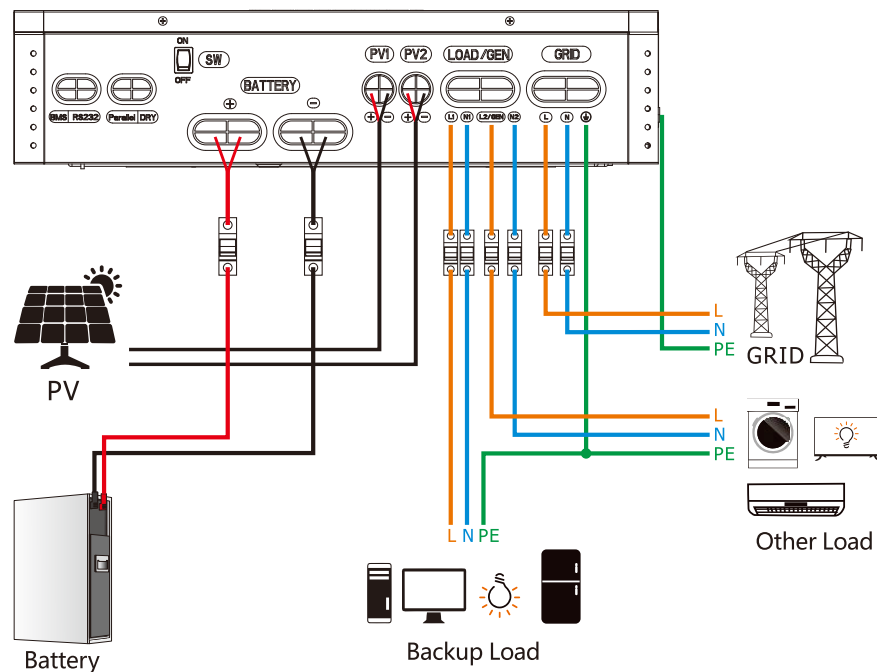 ON
OFF
SW
BATTERY
+ −
PV1 PV2
+ − + −
LOAD/GEN
L1 N1 L2/GEN N2
GRID
L N
BMS RS232
Parallel DRY
PV
Battery
L
N
PE
GRID
L
N
PE
Other Load
L N PE
Backup Load